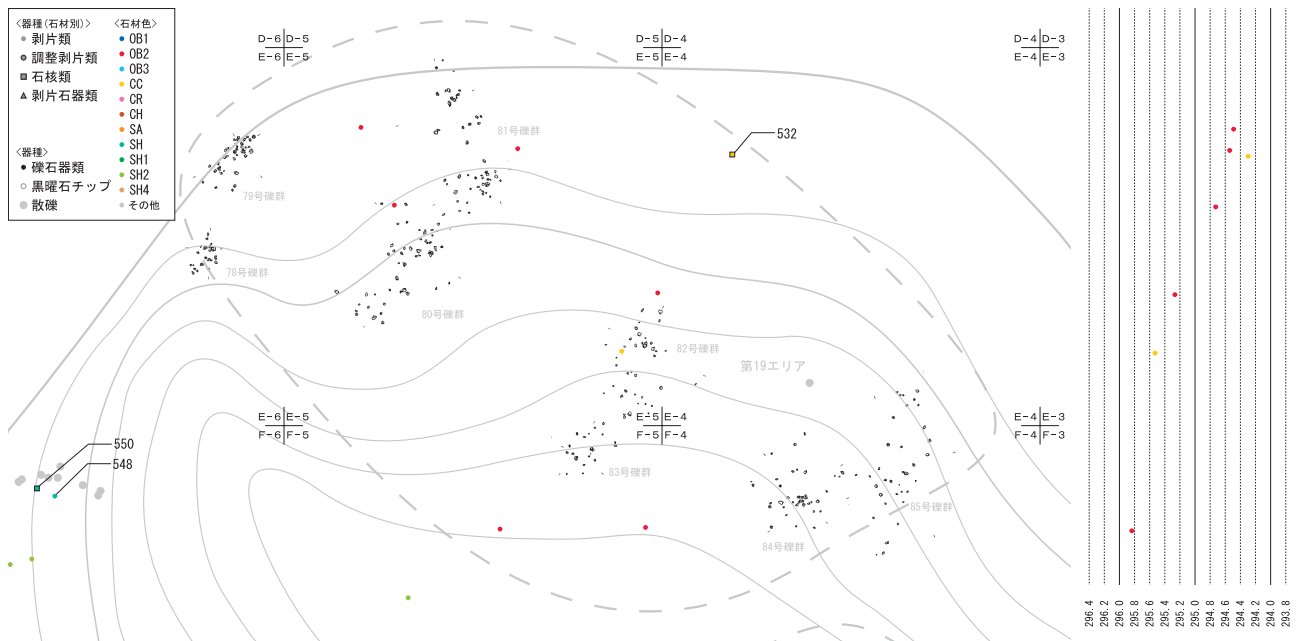 〈器種(石材別)〉
剥片類
調整剥片類
石核類
剥片石器類
〈器種〉
礫石器類
黒曜石チップ
散礫
〈石材色〉
OB1
OB2
OB3
CC
CR
CH
SA
SH
SH1
SH2
SH4
その他
D-6 D-5
E-6 E-5
D-5 D-4
E-5 E-4
D-4 D-3
E-4 E-3
81号礫群
532
79号礫群
78号礫群
80号礫群
82号礫群
第19エリア
E-6 E-5
F-6 F-5
E-5 E-4
F-5 F-4
E-4 E-3
F-4 F-3
550
548
83号礫群
85号礫群
84号礫群
296.4
296.2
296.0
295.8
295.6
295.4
295.2
295.0
294.8
294.6
294.4
294.2
294.0
293.8